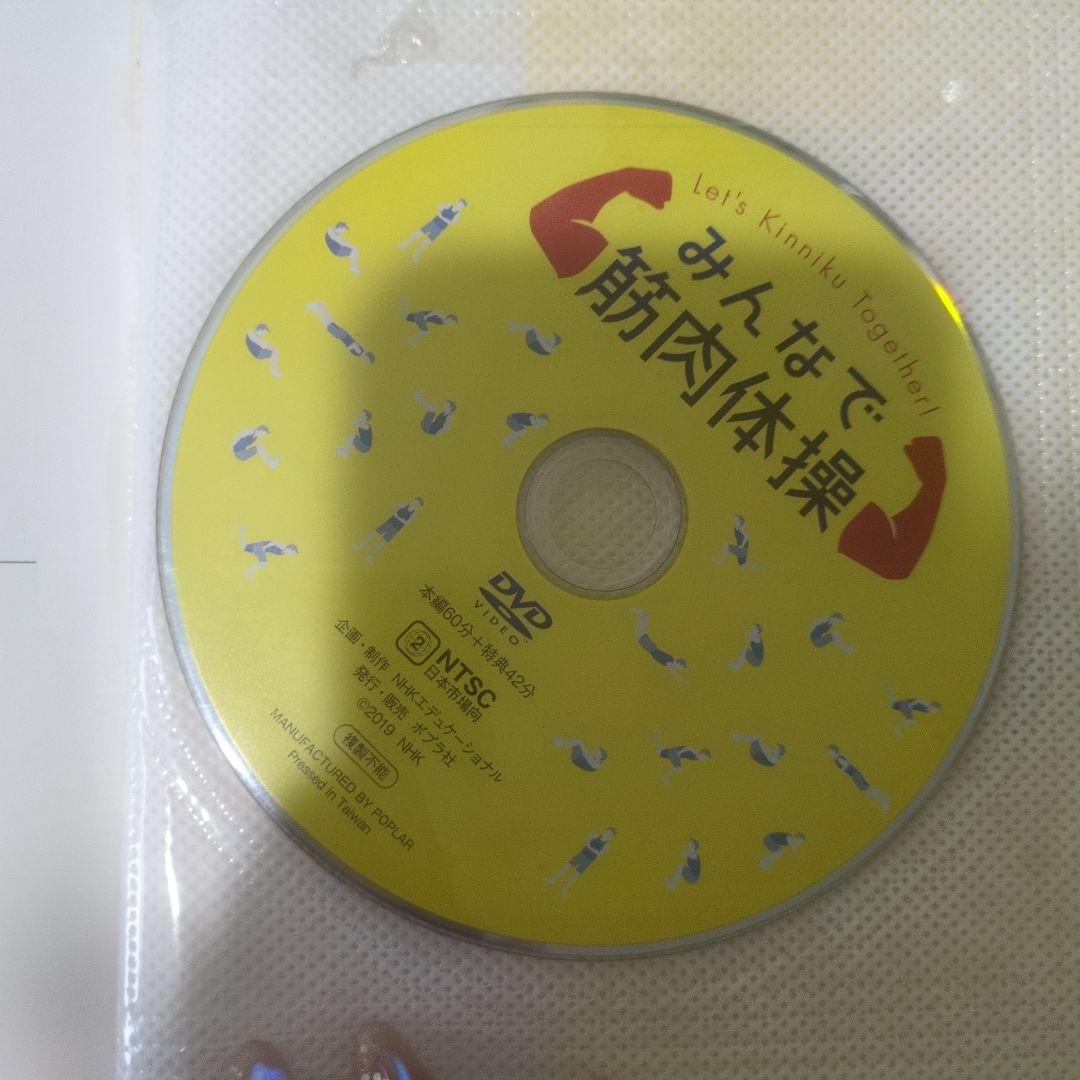 Let's Kinniku Together!
みんなで
筋肉体操
DVD
VIDEO
本編60分+特典42分
2 NTSC
日本市場向
企画・制作 NHKエデュケーショナル
発行・販売 ポプラ社
©2019 NHK
複製不能
MANUFACTURED BY POPLAR
Pressed in Taiwan